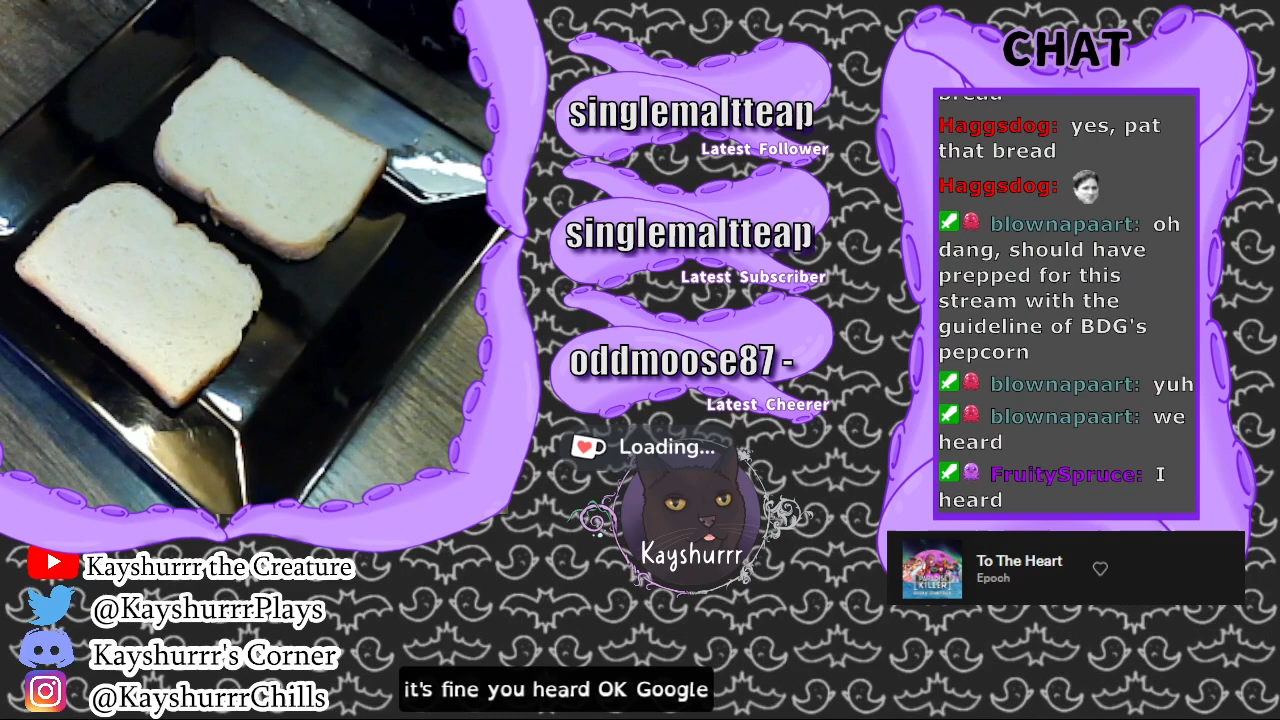 singlemaltteap
Latest Follower
singlemaltteap
Latest Subscriber
oddmoose87 -
Latest Cheerer
Loading...
Kayshurrr
CHAT
bread
Haggsdog: yes, pat
that bread
Haggsdog:
blownapaart: oh
dang, should have
prepped for this
stream with the
guideline of BDG's
pepcorn
blownapaart: yuh
blownapaart: we
heard
FruitySpruce: I
heard
To The Heart
Epoch
PARADISE
[KILLER]
Kayshurrr the Creature
@KayshurrrPlays
Kayshurrr's Corner
@KayshurrrChills
it's fine you heard OK Google